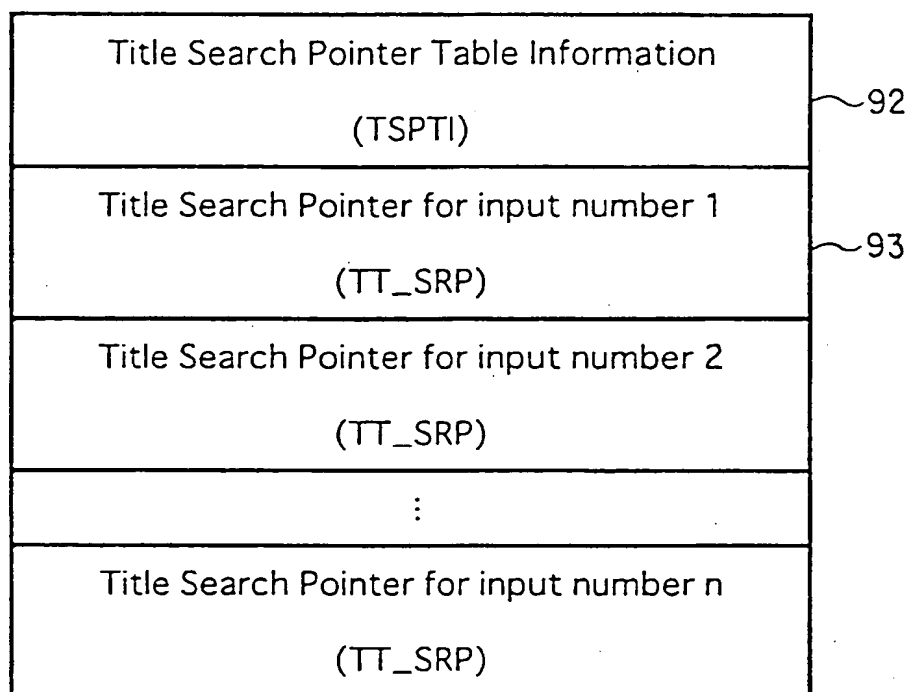 Title Search Pointer Table Information
(TSPTI)
92
Title Search Pointer for input number 1
(TT_SRP)
93
Title Search Pointer for input number 2
(TT_SRP)
⋮
Title Search Pointer for input number n
(TT_SRP)